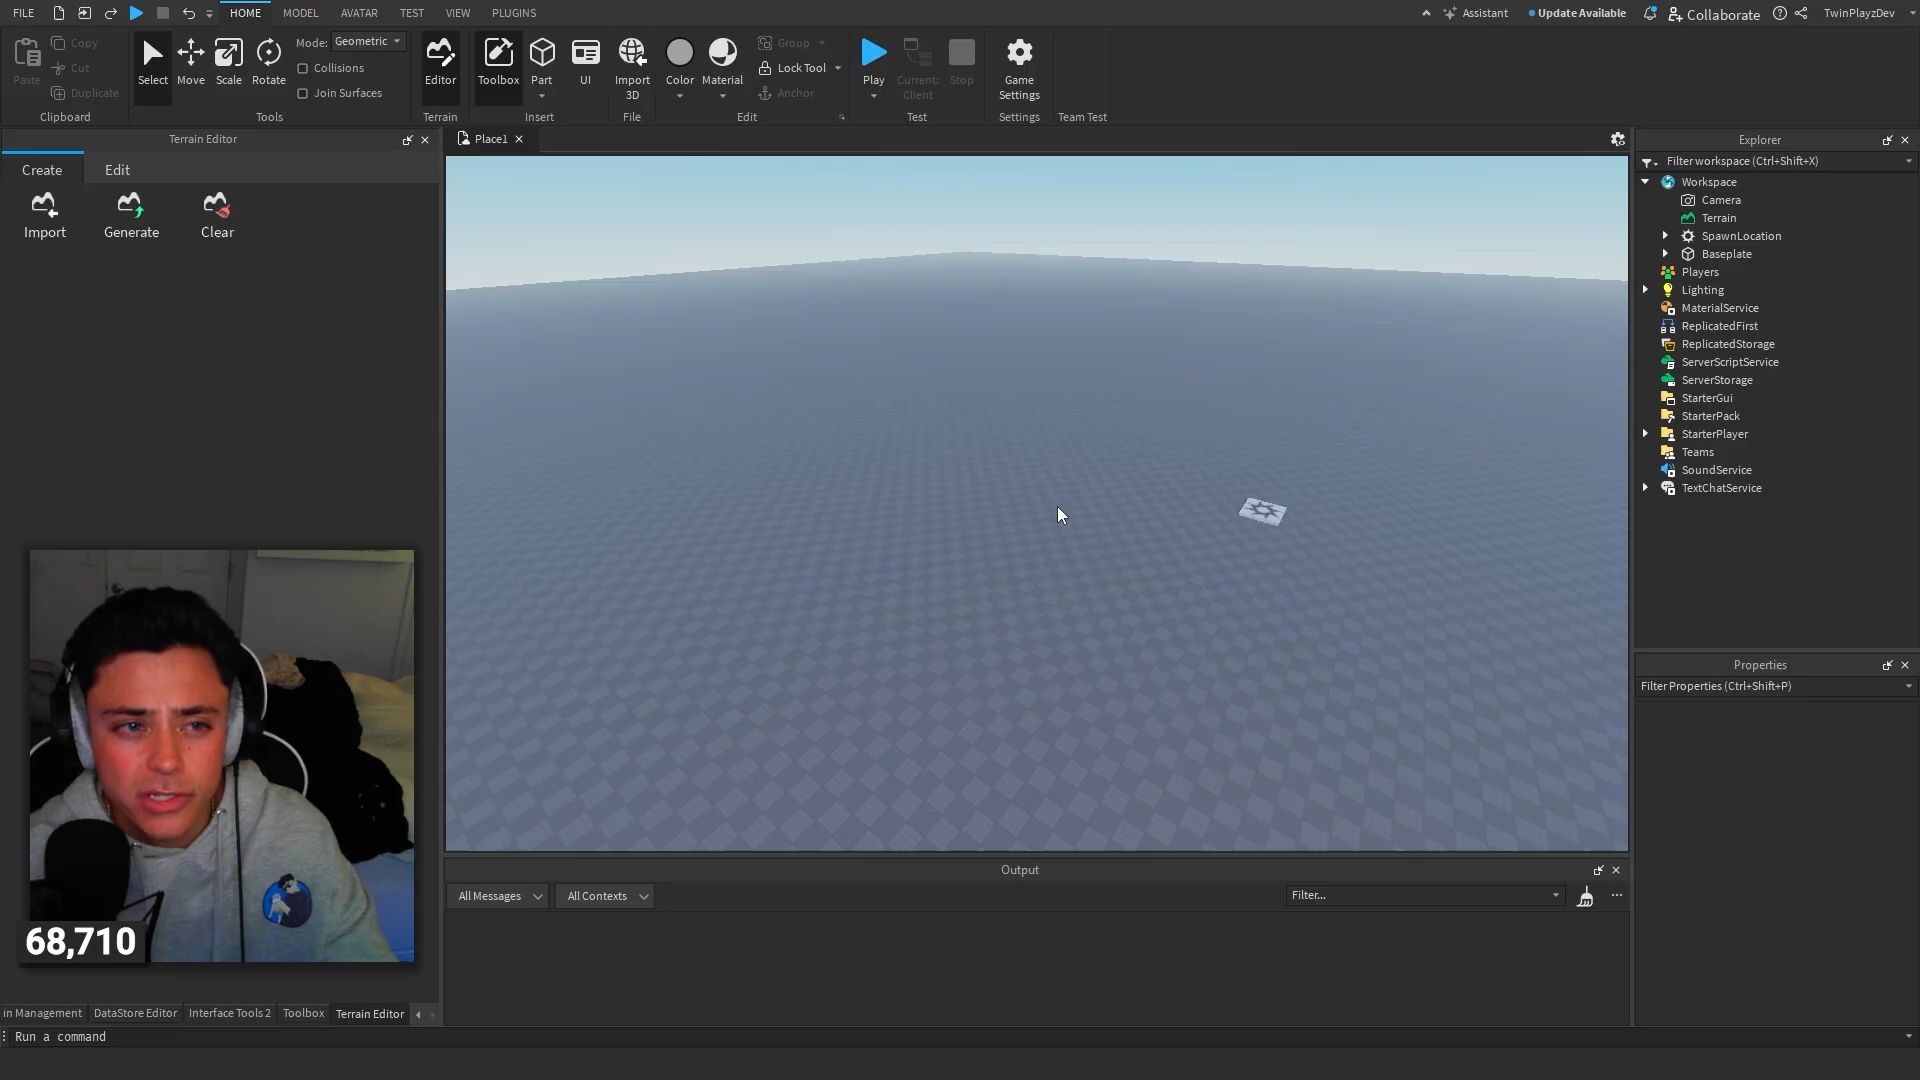 FILE HOME MODEL AVATAR TEST VIEW PLUGINS Assistant Update Available Collaborate TwinPlayzDev
Paste Copy Cut Duplicate
Clipboard
Select Move Scale Rotate
Mode: Geometric
Collisions
Join Surfaces
Tools
Editor
Terrain
Toolbox Part UI
Insert
Import
3D
File
Color Material
Group
Lock Tool
Anchor
Edit
Play
Current:
Client
Stop
Test
Game
Settings
Settings
Team Test
Terrain Editor
Create Edit
Import Generate Clear
Place1
Explorer
Filter workspace (Ctrl+Shift+X)
Workspace
Camera
Terrain
SpawnLocation
Baseplate
Players
Lighting
MaterialService
ReplicatedFirst
ReplicatedStorage
ServerScriptService
ServerStorage
StarterGui
StarterPack
StarterPlayer
Teams
SoundService
TextChatService
Properties
Filter Properties (Ctrl+Shift+P)
Output
All Messages All Contexts Filter...
68,710
in Management DataStore Editor Interface Tools 2 Toolbox Terrain Editor
Run a command